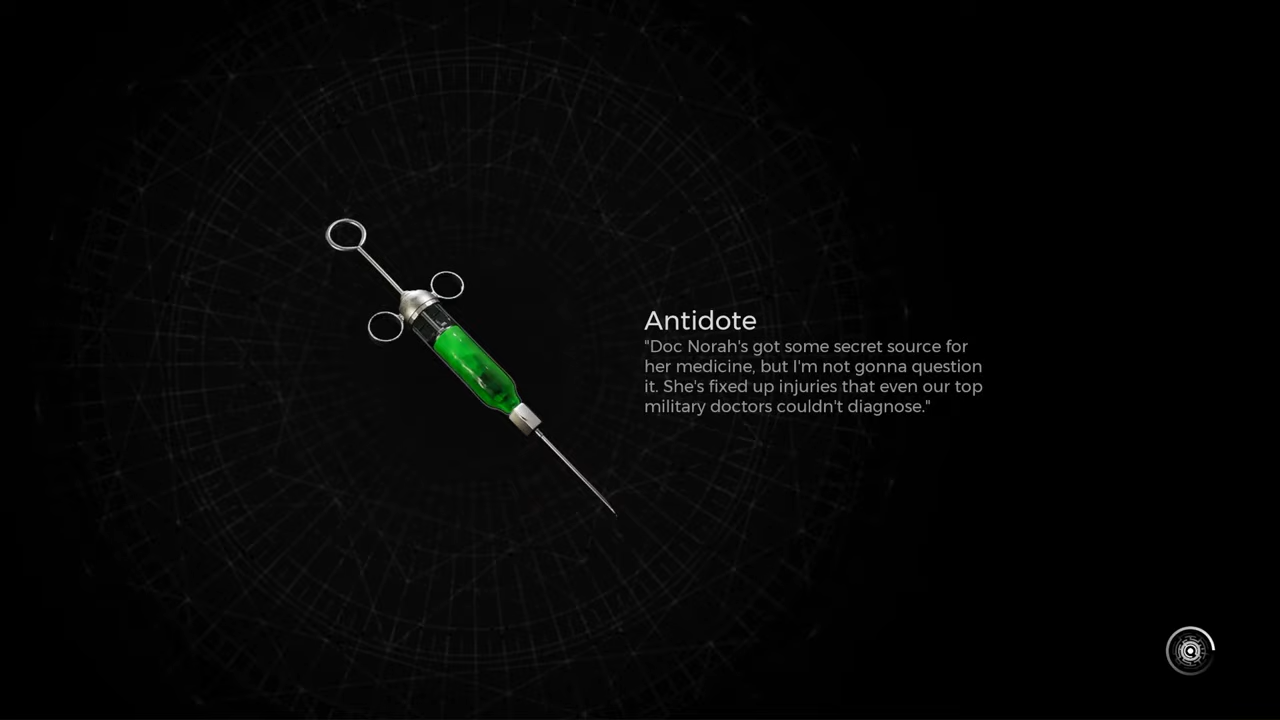 Antidote
"Doc Norah's got some secret source for
her medicine, but I'm not gonna question
it. She's fixed up injuries that even our top
military doctors couldn't diagnose."